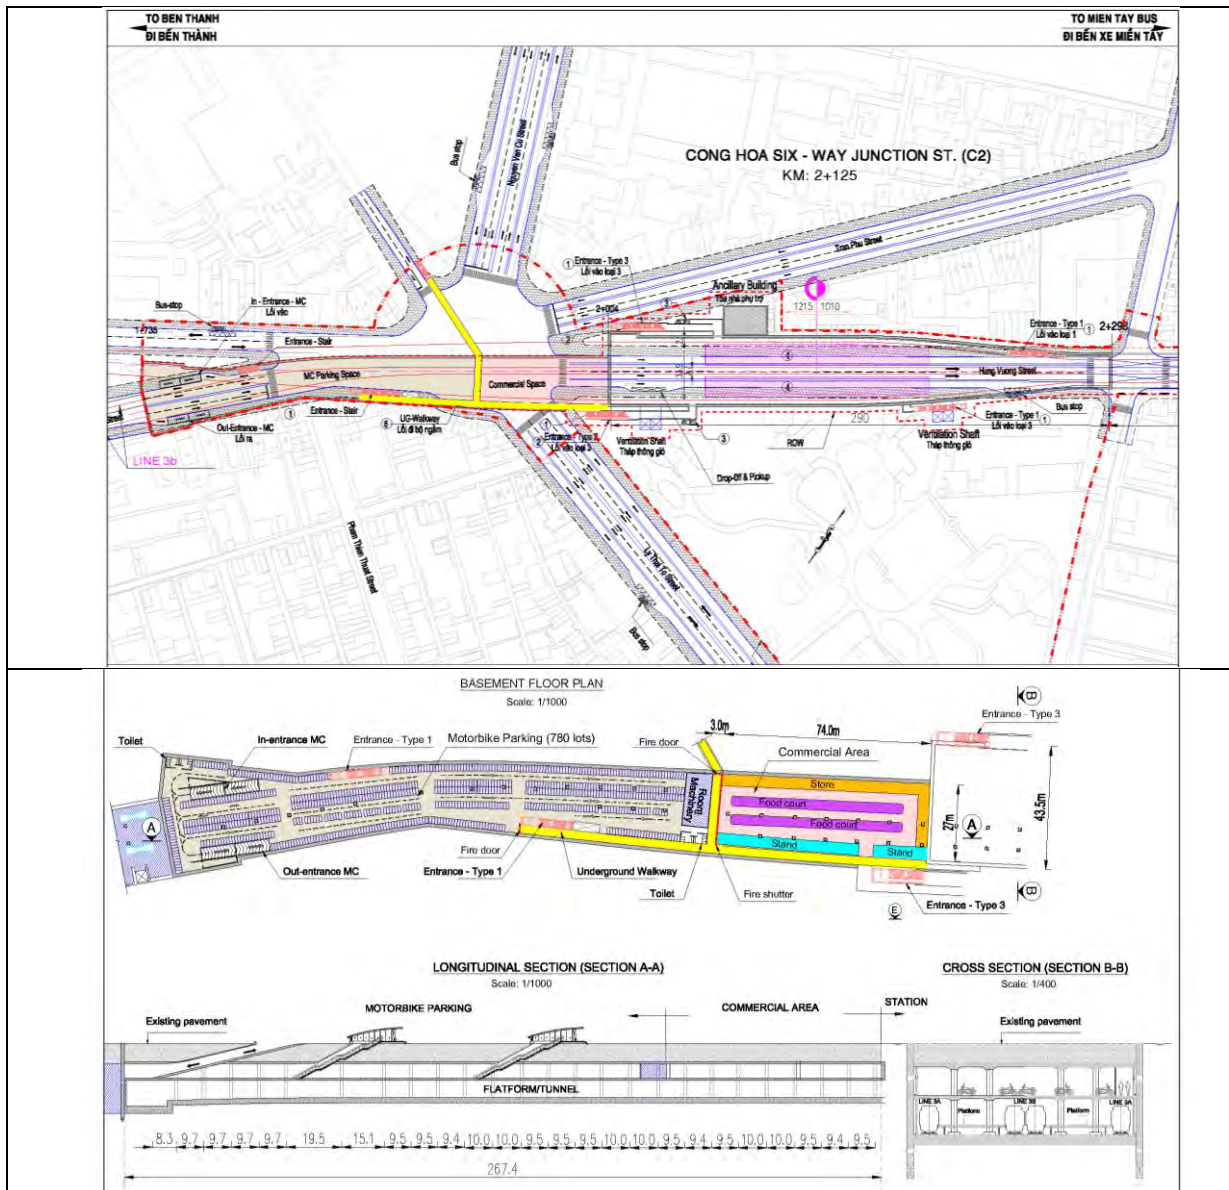 TO BEN THANH
ĐI BẾN THÀNH
TO MIEN TAY BUS
ĐI BẾN XE MIỀN TÂY
CONG HOA SIX - WAY JUNCTION ST. (C2)
KM: 2+125
Nguyen Van Cu Street
Bus stop
Tran Phu Street
Entrance - Type 3
Lối vào loại 3
Ancillary Building
Tòa nhà phụ trợ
1215 1010
In - Entrance - MC
Lối vào
Bus-stop
1+735
2+004
Entrance - Type 1
Lối vào loại 1
2+298
Entrance - Stair
MC Parking Space
Commercial Space
Hung Vuong Street
Street
Entrance - Stair
Out-Entrance - MC
Lối ra
UG-Walkway
Lối đi bộ ngầm
Entrance - Type 3
Lối vào loại 3
Ventilation Shaft
Tháp thông gió
290
ROW
Ventilation Shaft
Tháp thông gió
Entrance - Type 1
Lối vào loại 3
Bus stop
LINE 3b
Drop-Off & Pickup
Pham Thien Thuat Street
Ly Thai To Street
Bus stop
BASEMENT FLOOR PLAN
Scale: 1/1000
B
Entrance - Type 3
Toilet
In-entrance MC
Entrance - Type 1
Motorbike Parking (780 lots)
Fire door
3.0m
74.0m
Commercial Area
Store
Machinery Room
Food court
Food court
Stand
Stand
27m
43.5m
A
A
Fire door
Out-entrance MC
Entrance - Type 1
Underground Walkway
Toilet
Fire shutter
Entrance - Type 3
B
E
LONGITUDINAL SECTION (SECTION A-A)
Scale: 1/1000
CROSS SECTION (SECTION B-B)
Scale: 1/400
MOTORBIKE PARKING
COMMERCIAL AREA
STATION
Existing pavement
Existing pavement
FLATFORM/TUNNEL
LINE 3A
Platform
LINE 3B
Platform
LINE 3A
8.3 9.7 9.7 9.7 9.7 19.5 15.1 9.5 9.5 9.4 10.0 10.0 9.5 9.5 9.5 10.0 10.0 9.5 9.4 9.5 10.0 10.0 9.5 9.4 9.5
267.4